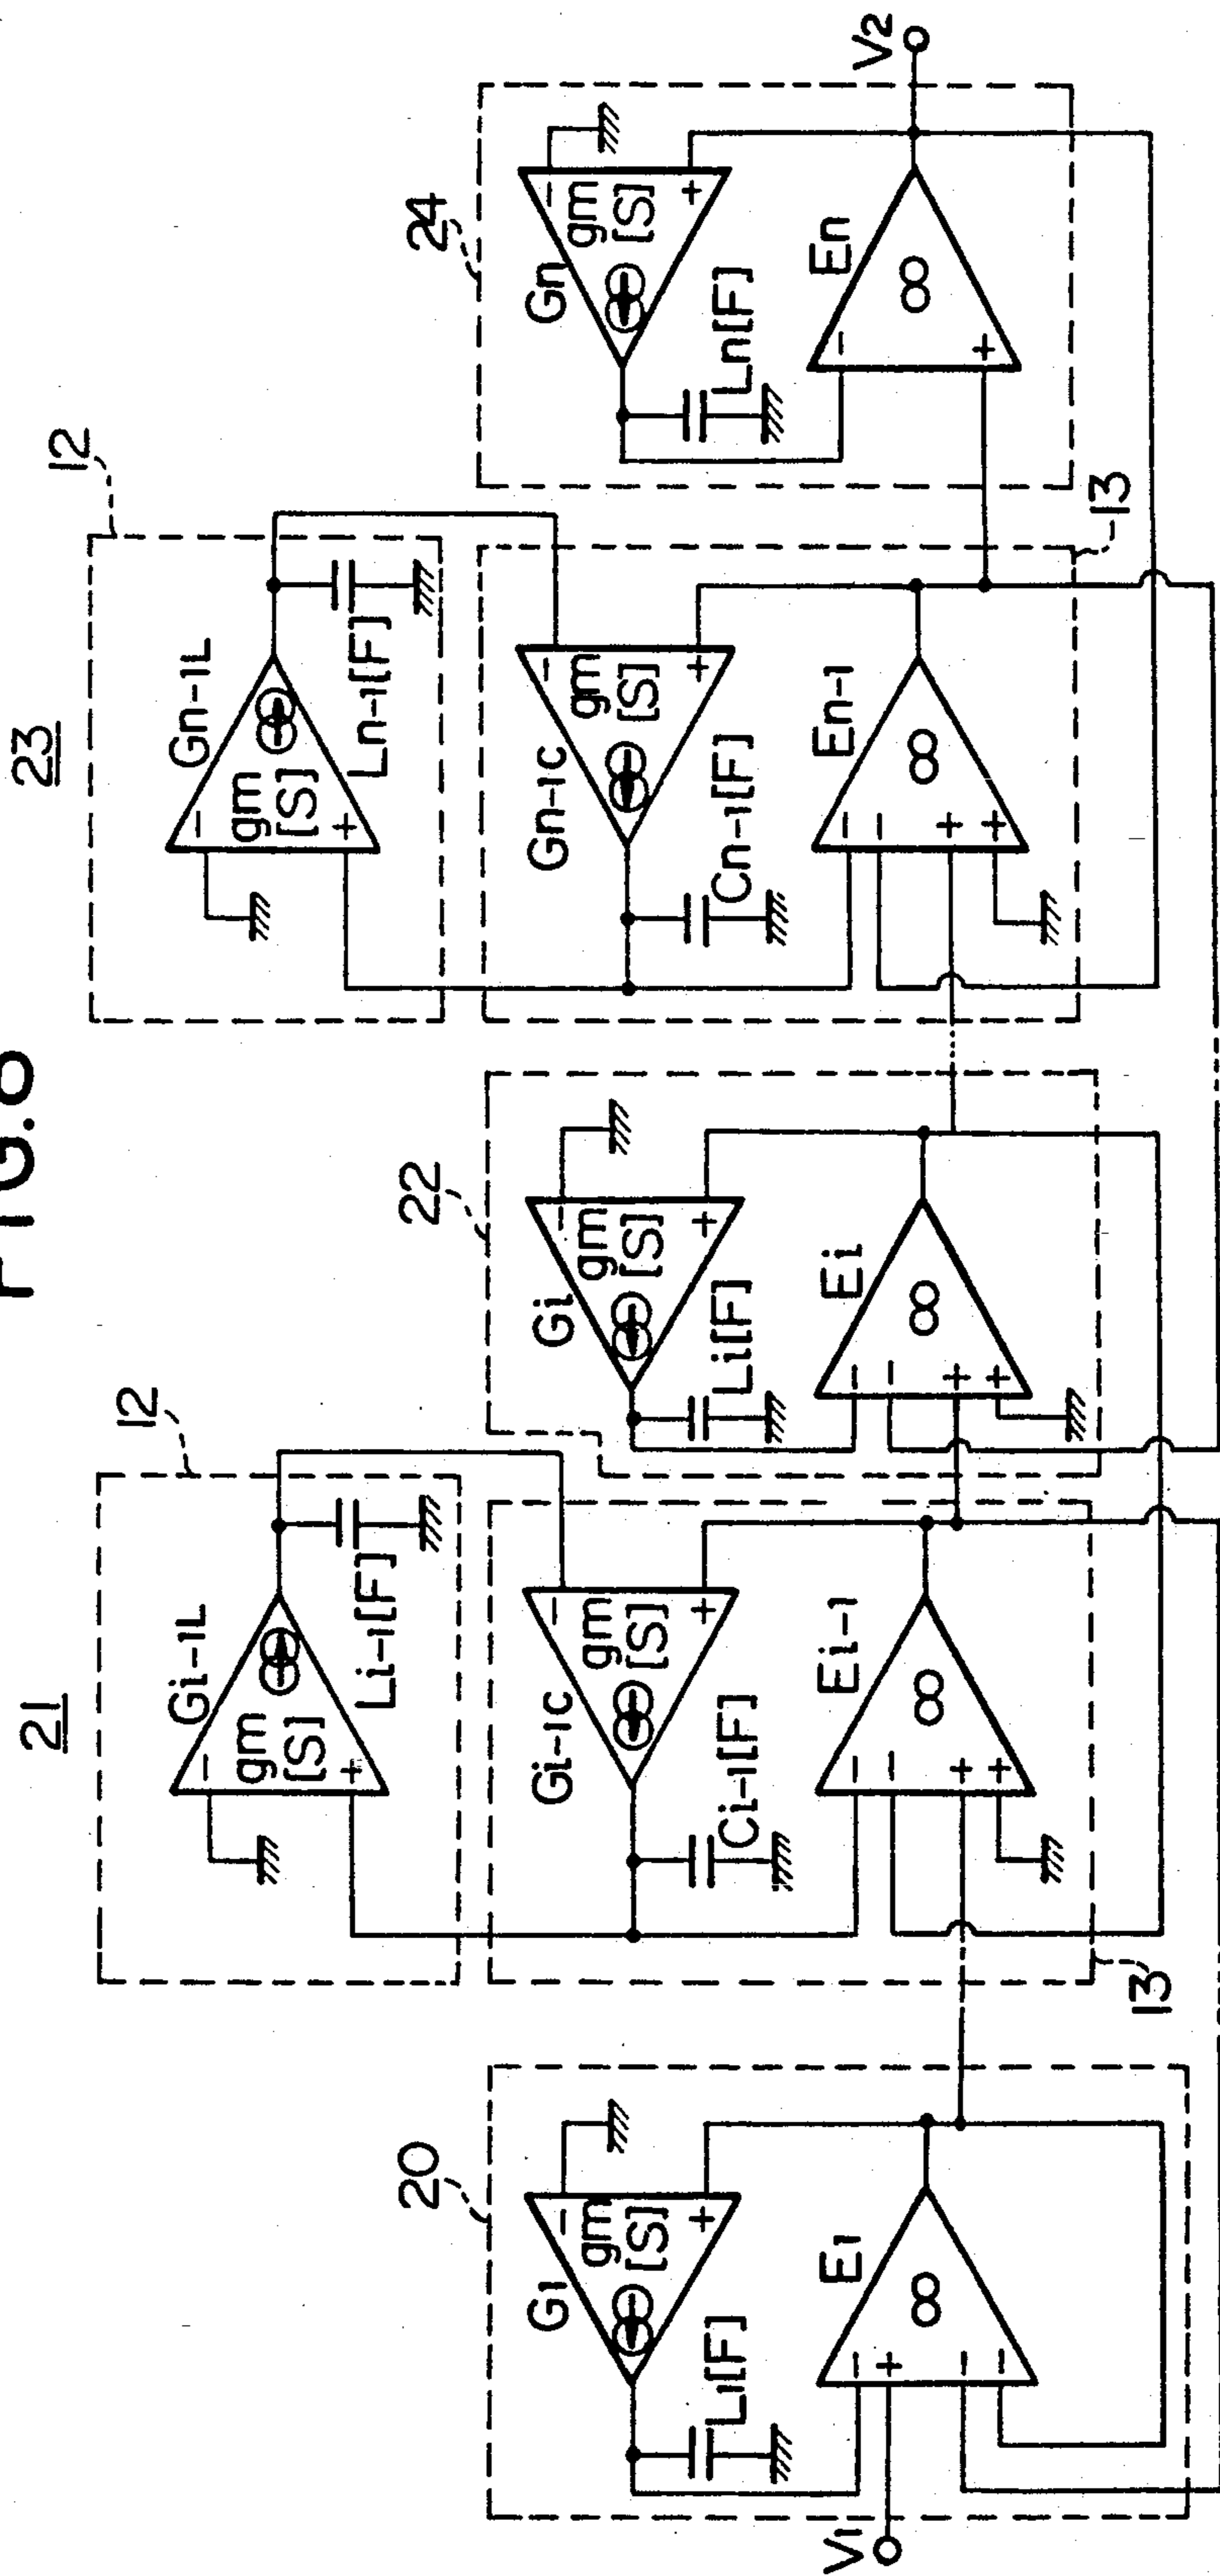 FIG.8
21
23
12
12
Gi-1L
gm
[S]
−
+
Li-1[F]
Gn-1L
gm
[S]
−
+
Ln-1[F]
20
22
24
G1
gm
[S]
−
+
L1[F]
Gi-1C
gm
[S]
−
+
Ci-1[F]
Gi
gm
[S]
−
+
Li[F]
Gn-1C
gm
[S]
−
+
Cn-1[F]
Gn
gm
[S]
−
+
Ln[F]
V1
E1
∞
−
+
−
−
Ei-1
∞
−
−
+
+
Ei
∞
−
−
+
+
En-1
∞
−
−
+
+
En
∞
−
+
V2
13
13